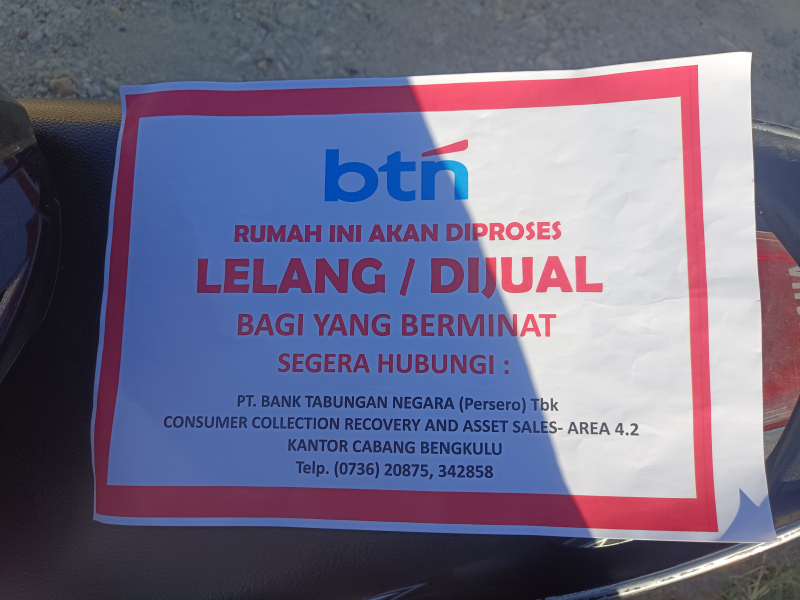 btn
RUMAH INI AKAN DIPROSES
LELANG / DIJUAL
BAGI YANG BERMINAT
SEGERA HUBUNGI :
PT. BANK TABUNGAN NEGARA (Persero) Tbk
CONSUMER COLLECTION RECOVERY AND ASSET SALES- AREA 4.2
KANTOR CABANG BENGKULU
Telp. (0736) 20875, 342858